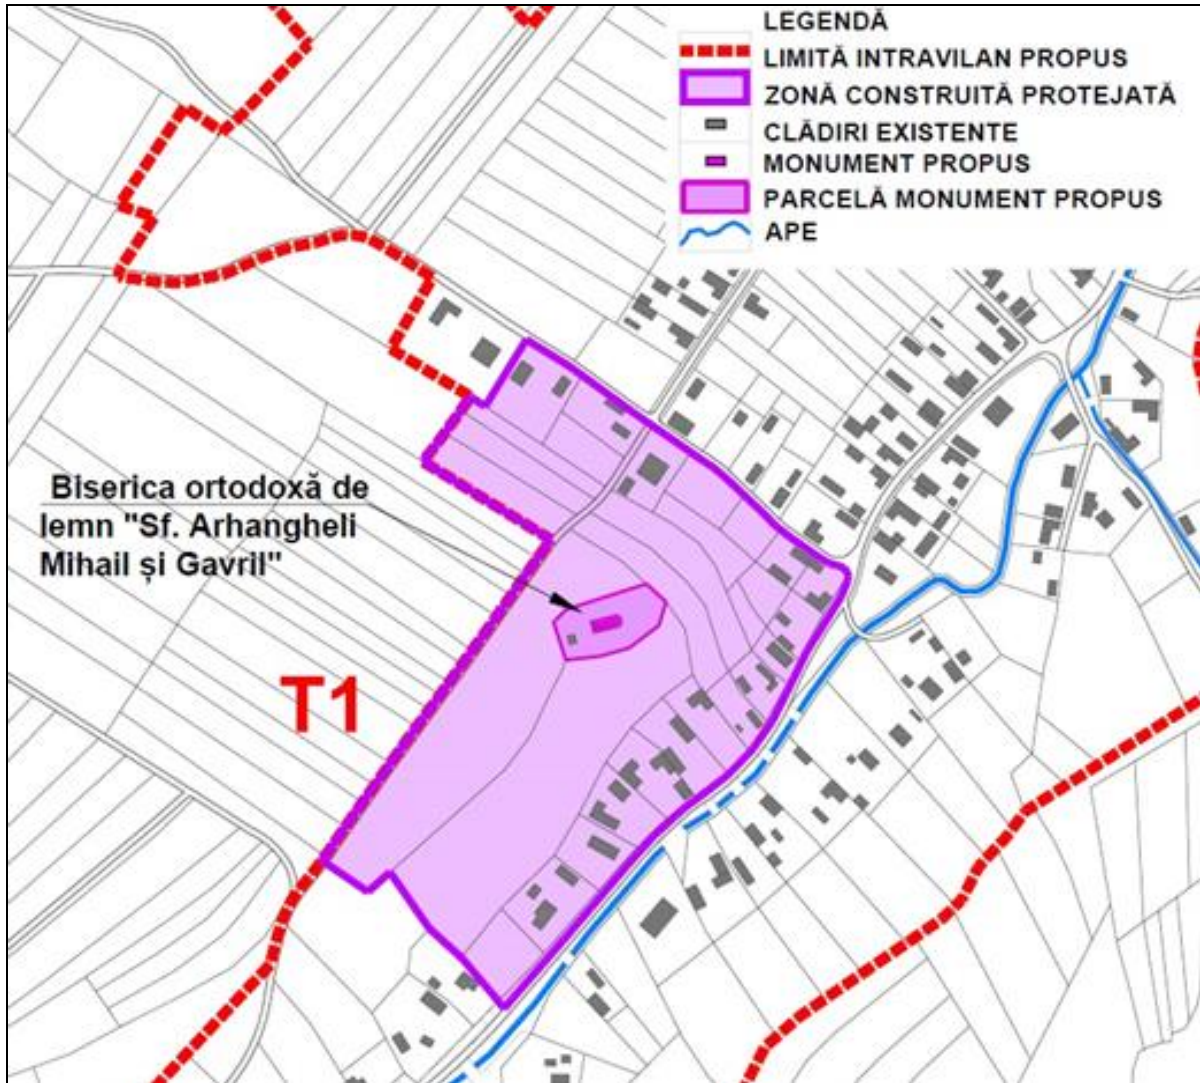 LEGENDĂ
LIMITĂ INTRAVILAN PROPUS
ZONĂ CONSTRUITĂ PROTEJATĂ
CLĂDIRI EXISTENTE
MONUMENT PROPUS
PARCELĂ MONUMENT PROPUS
APE
Biserica ortodoxă de
lemn "Sf. Arhangheli
Mihail și Gavril"
T1